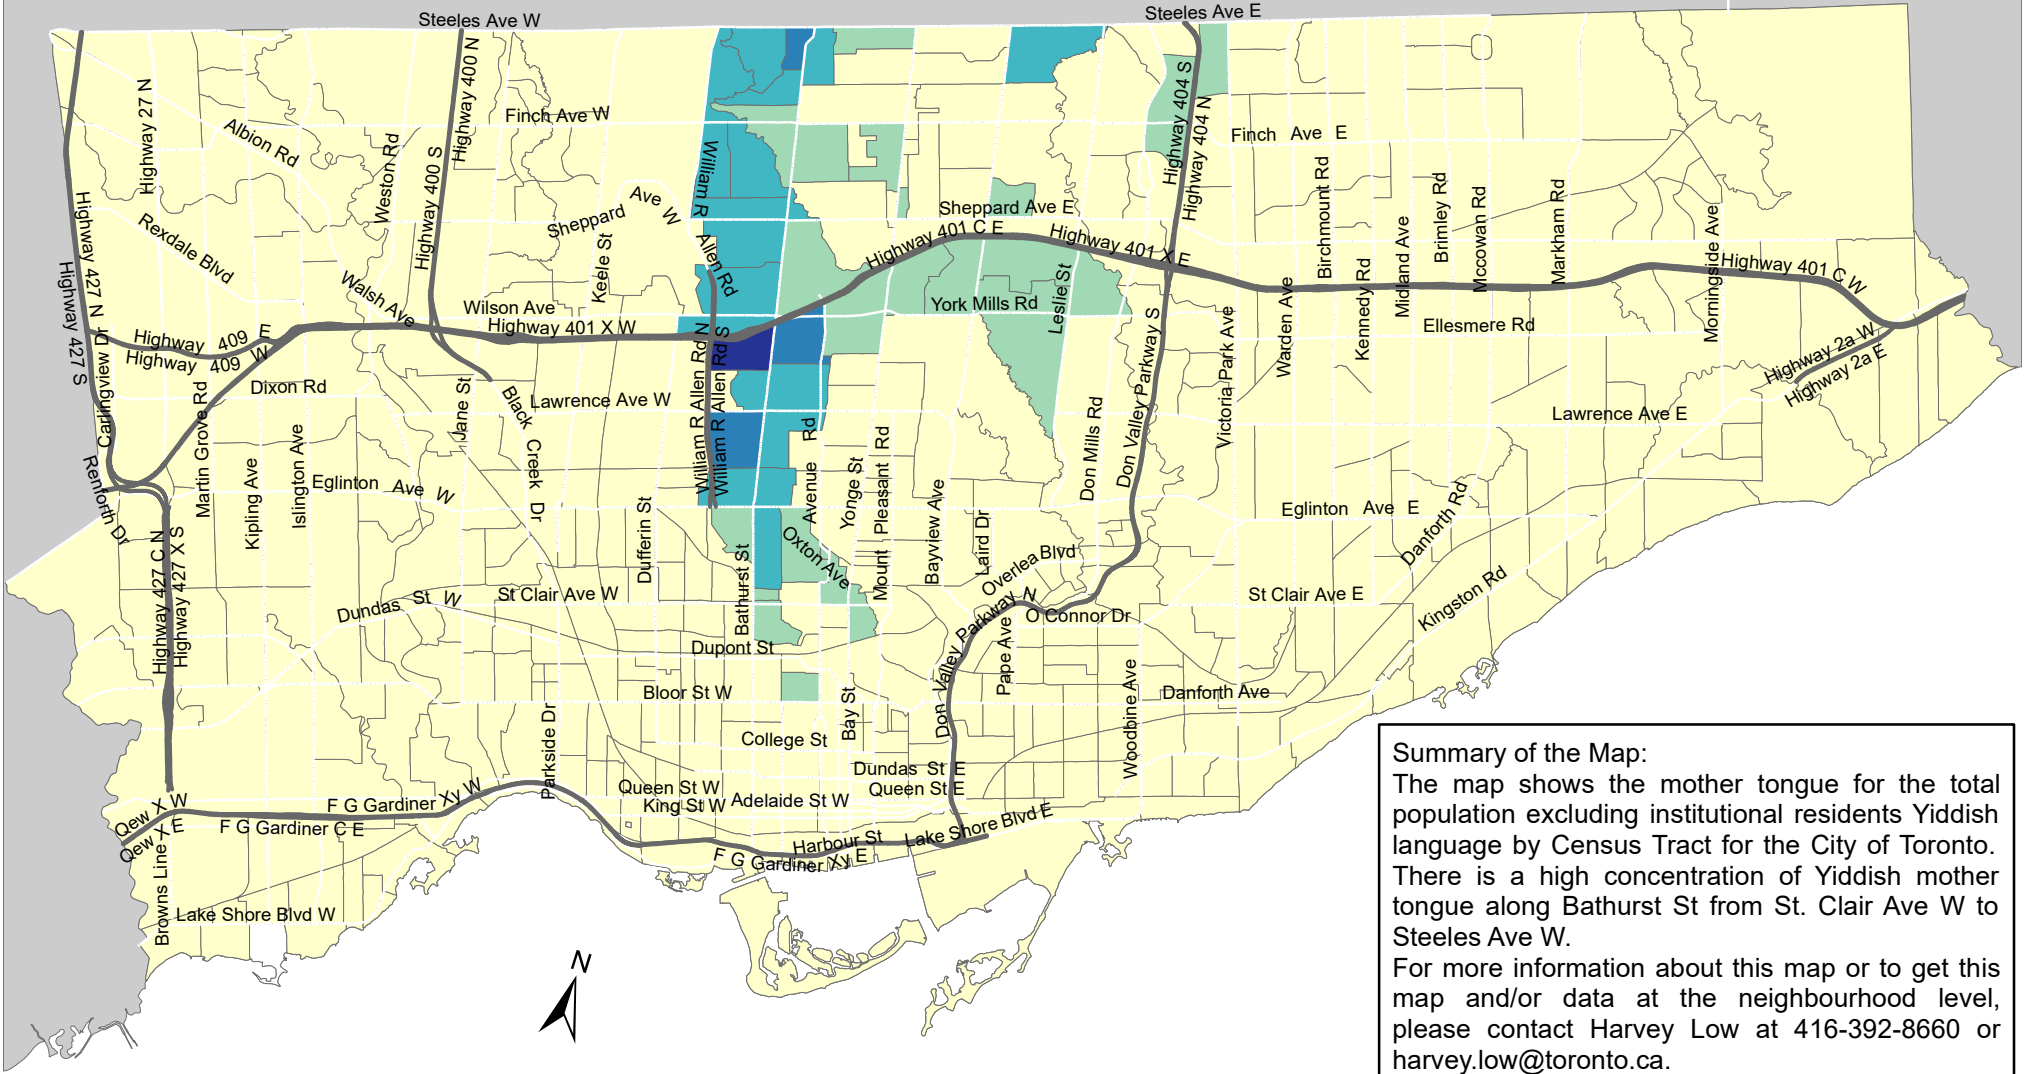 Steeles Ave W
Steeles Ave E
Highway 27 N
Albion Rd
Weston Rd
Highway 400 N
Highway 400 S
Finch Ave W
William R
Allen Rd
Highway 404 S
Highway 404 N
Finch Ave E
Highway 427 N
Highway 427 S
Rexdale Blvd
Sheppard Ave W
Keele St
Sheppard Ave E
Highway 401 C E
Highway 401 X E
Birchmount Rd
Brimley Rd
Mccowan Rd
Markham Rd
Midland Ave
Kennedy Rd
Morningside Ave
Highway 401 C W
Walsh Ave
Wilson Ave
Highway 401 X W
York Mills Rd
Leslie St
Warden Ave
Ellesmere Rd
Highway 409 E
Highway 409 W
Carlingview Dr
Dixon Rd
Martin Grove Rd
Jane St
Black Creek Dr
Lawrence Ave W
William R Allen Rd N
William R Allen Rd S
Victoria Park Ave
Don Valley Parkway S
Don Mills Rd
Highway 2a W
Highway 2a E
Lawrence Ave E
Renforth Dr
Kipling Ave
Islington Ave
Eglinton Ave W
Dufferin St
Avenue Rd
Yonge St
Mount Pleasant Rd
Bayview Ave
Laird Dr
Eglinton Ave E
Danforth Rd
Highway 427 C N
Highway 427 X S
Dundas St W
St Clair Ave W
Bathurst St
Oxton Ave
Overlea Blvd
Don Valley Parkway N
O Connor Dr
St Clair Ave E
Kingston Rd
Dupont St
Pape Ave
Bloor St W
Bay St
Woodbine Ave
Danforth Ave
Parkside Dr
College St
Dundas St E
Queen St E
Queen St W
King St W
Adelaide St W
Qew X W
Qew X E
F G Gardiner Xy W
F G Gardiner C E
Harbour St
Lake Shore Blvd E
F G Gardiner Xy E
Browns Line
Lake Shore Blvd W
N
Summary of the Map:
The map shows the mother tongue for the total
population excluding institutional residents Yiddish
language by Census Tract for the City of Toronto.
There is a high concentration of Yiddish mother
tongue along Bathurst St from St. Clair Ave W to
Steeles Ave W.
For more information about this map or to get this
map and/or data at the neighbourhood level,
please contact Harvey Low at 416-392-8660 or
harvey.low@toronto.ca.